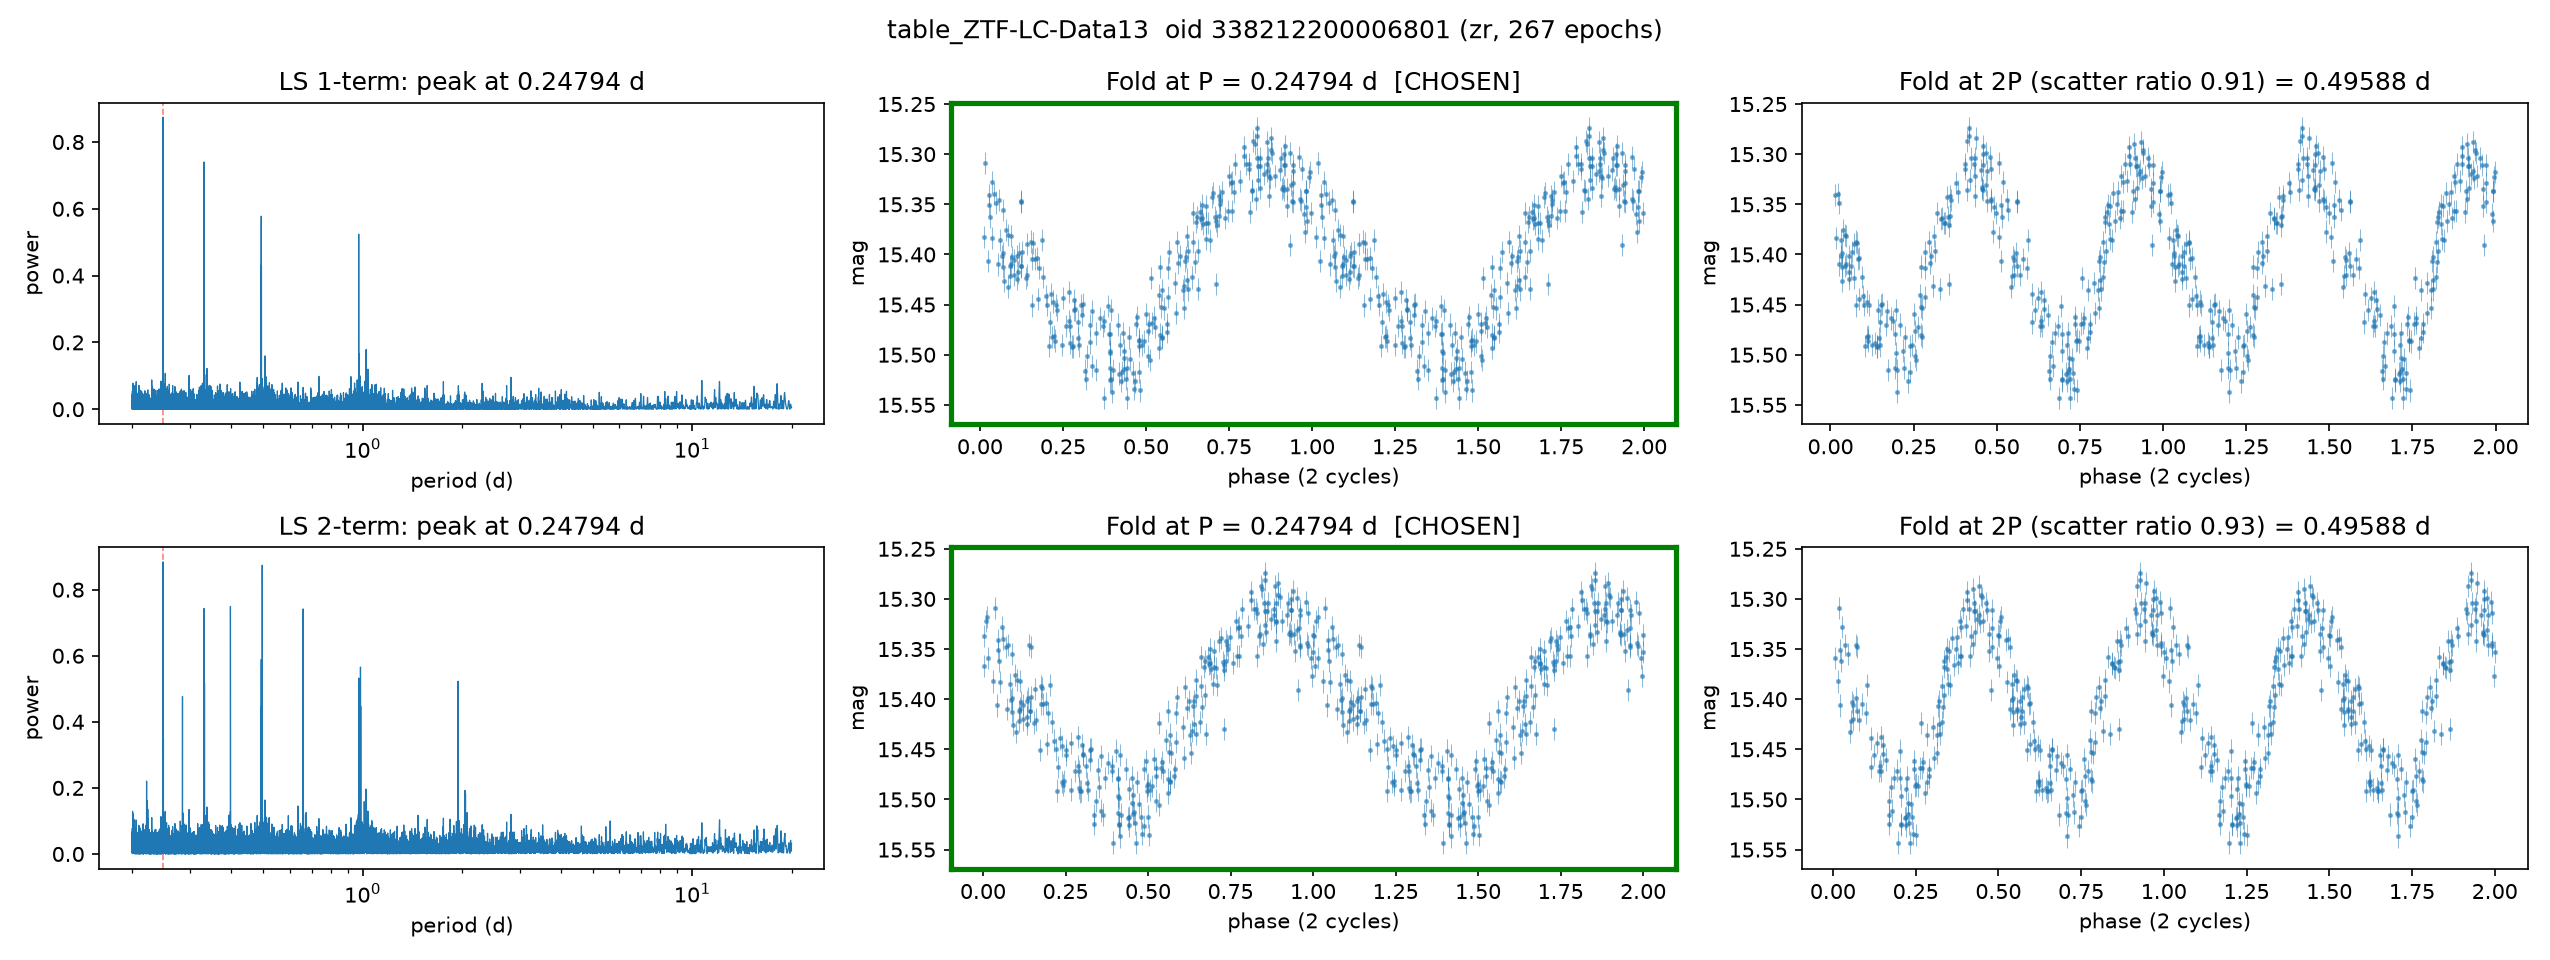 table_ZTF-LC-Data13  oid 338212200006801 (zr, 267 epochs)
LS 1-term: peak at 0.24794 d
power
0.8
0.6
0.4
0.2
0.0
10⁰
10¹
period (d)
Fold at P = 0.24794 d  [CHOSEN]
mag
15.25
15.30
15.35
15.40
15.45
15.50
15.55
0.00 0.25 0.50 0.75 1.00 1.25 1.50 1.75 2.00
phase (2 cycles)
Fold at 2P (scatter ratio 0.91) = 0.49588 d
mag
15.25
15.30
15.35
15.40
15.45
15.50
15.55
0.00 0.25 0.50 0.75 1.00 1.25 1.50 1.75 2.00
phase (2 cycles)
LS 2-term: peak at 0.24794 d
power
0.8
0.6
0.4
0.2
0.0
10⁰
10¹
period (d)
Fold at P = 0.24794 d  [CHOSEN]
mag
15.25
15.30
15.35
15.40
15.45
15.50
15.55
0.00 0.25 0.50 0.75 1.00 1.25 1.50 1.75 2.00
phase (2 cycles)
Fold at 2P (scatter ratio 0.93) = 0.49588 d
mag
15.25
15.30
15.35
15.40
15.45
15.50
15.55
0.00 0.25 0.50 0.75 1.00 1.25 1.50 1.75 2.00
phase (2 cycles)